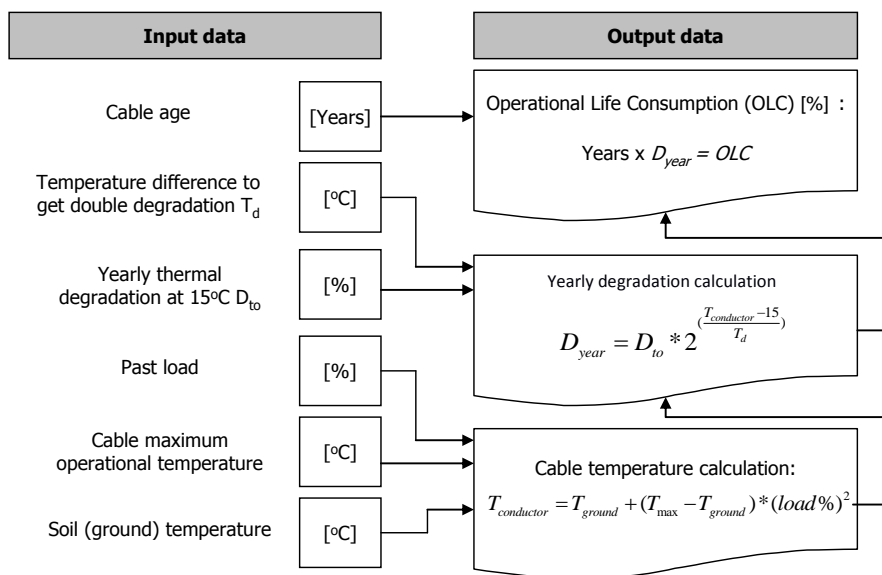 Input data
Output data
Cable age
[Years]
Operational Life Consumption (OLC) [%] :
Years x D_year = OLC
Temperature difference to
get double degradation T_d
[°C]
Yearly thermal
degradation at 15°C D_to
[%]
Yearly degradation calculation
D_year = D_to * 2^((T_conductor −15)/T_d)
Past load
[%]
Cable maximum
operational temperature
[°C]
Cable temperature calculation:
T_conductor = T_ground + (T_max − T_ground) * (load%)^2
Soil (ground) temperature
[°C]